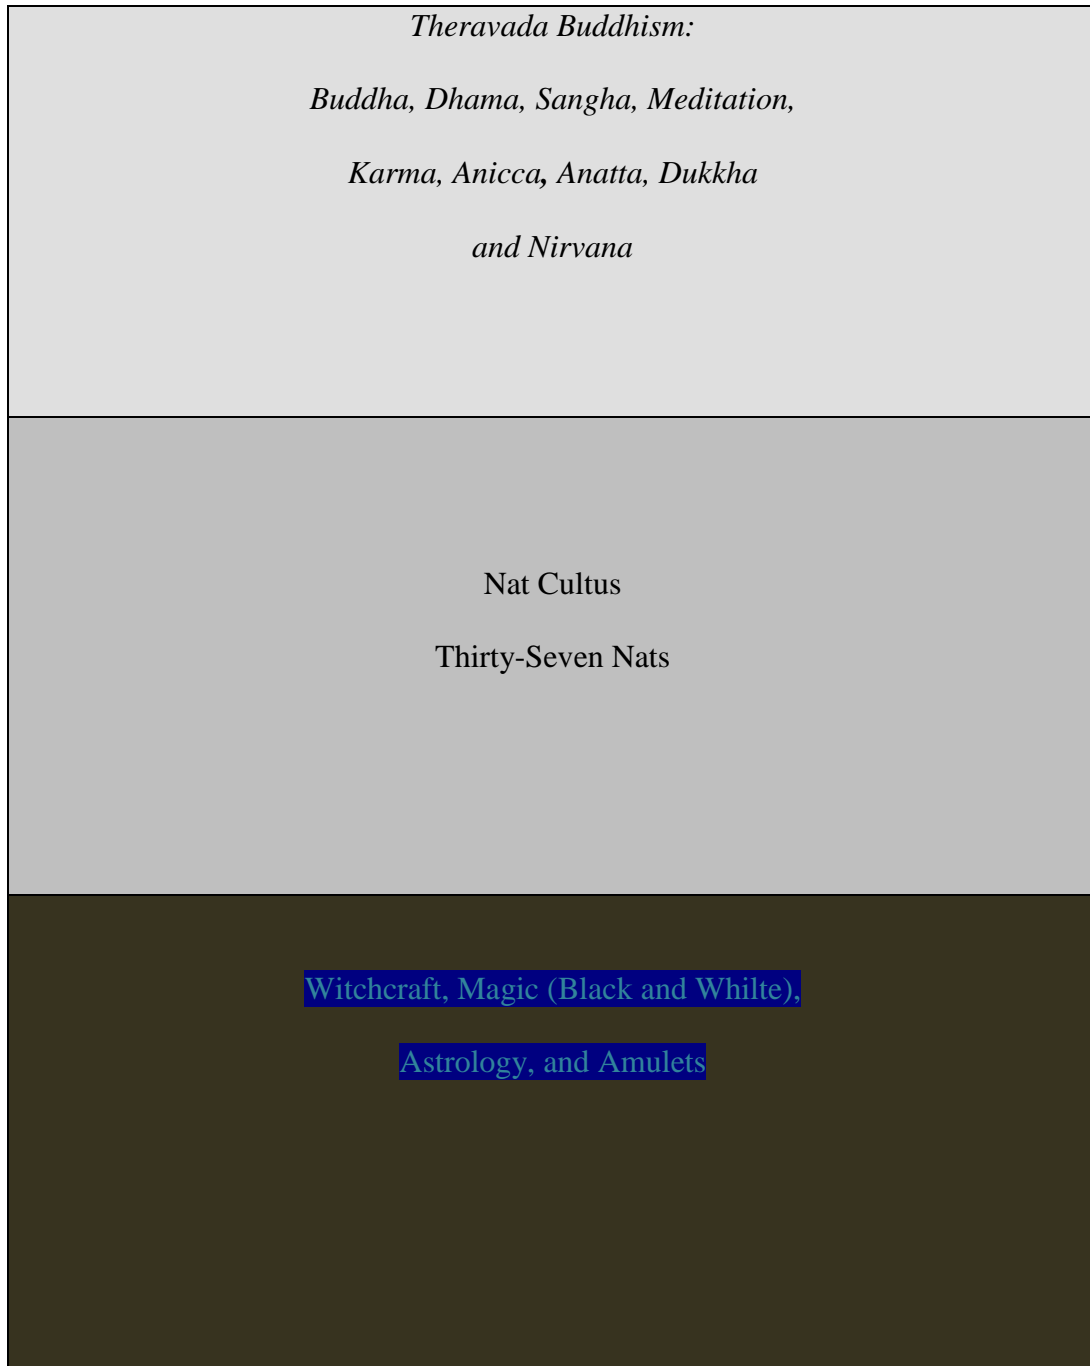 Theravada Buddhism:
Buddha, Dhama, Sangha, Meditation,
Karma, Anicca, Anatta, Dukkha
and Nirvana
Nat Cultus
Thirty-Seven Nats
Witchcraft, Magic (Black and Whilte),
Astrology, and Amulets